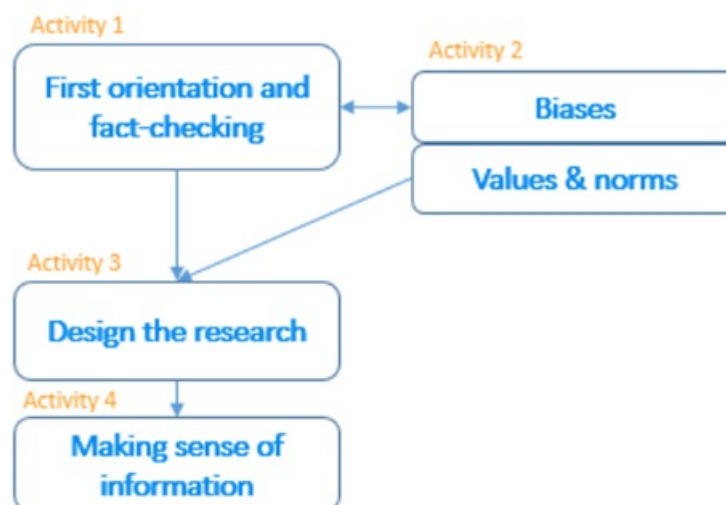 Activity 1
First orientation and
fact-checking
Activity 2
Biases
Values & norms
Activity 3
Design the research
Activity 4
Making sense of
information